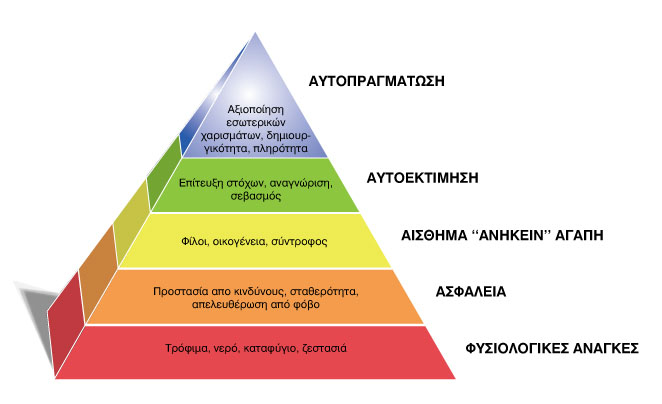 ΑΥΤΟΠΡΑΓΜΑΤΩΣΗ
Αξιοποίηση
εσωτερικών
χαρισμάτων, δημιουρ-
γικότητα, πληρότητα
ΑΥΤΟΕΚΤΙΜΗΣΗ
Επίτευξη στόχων, αναγνώριση,
σεβασμός
ΑΙΣΘΗΜΑ “ΑΝΗΚΕΙΝ” ΑΓΑΠΗ
Φίλοι, οικογένεια, σύντροφος
ΑΣΦΑΛΕΙΑ
Προστασία απο κινδύνους, σταθερότητα,
απελευθέρωση από φόβο
ΦΥΣΙΟΛΟΓΙΚΕΣ ΑΝΑΓΚΕΣ
Τρόφιμα, νερό, καταφύγιο, ζεστασιά